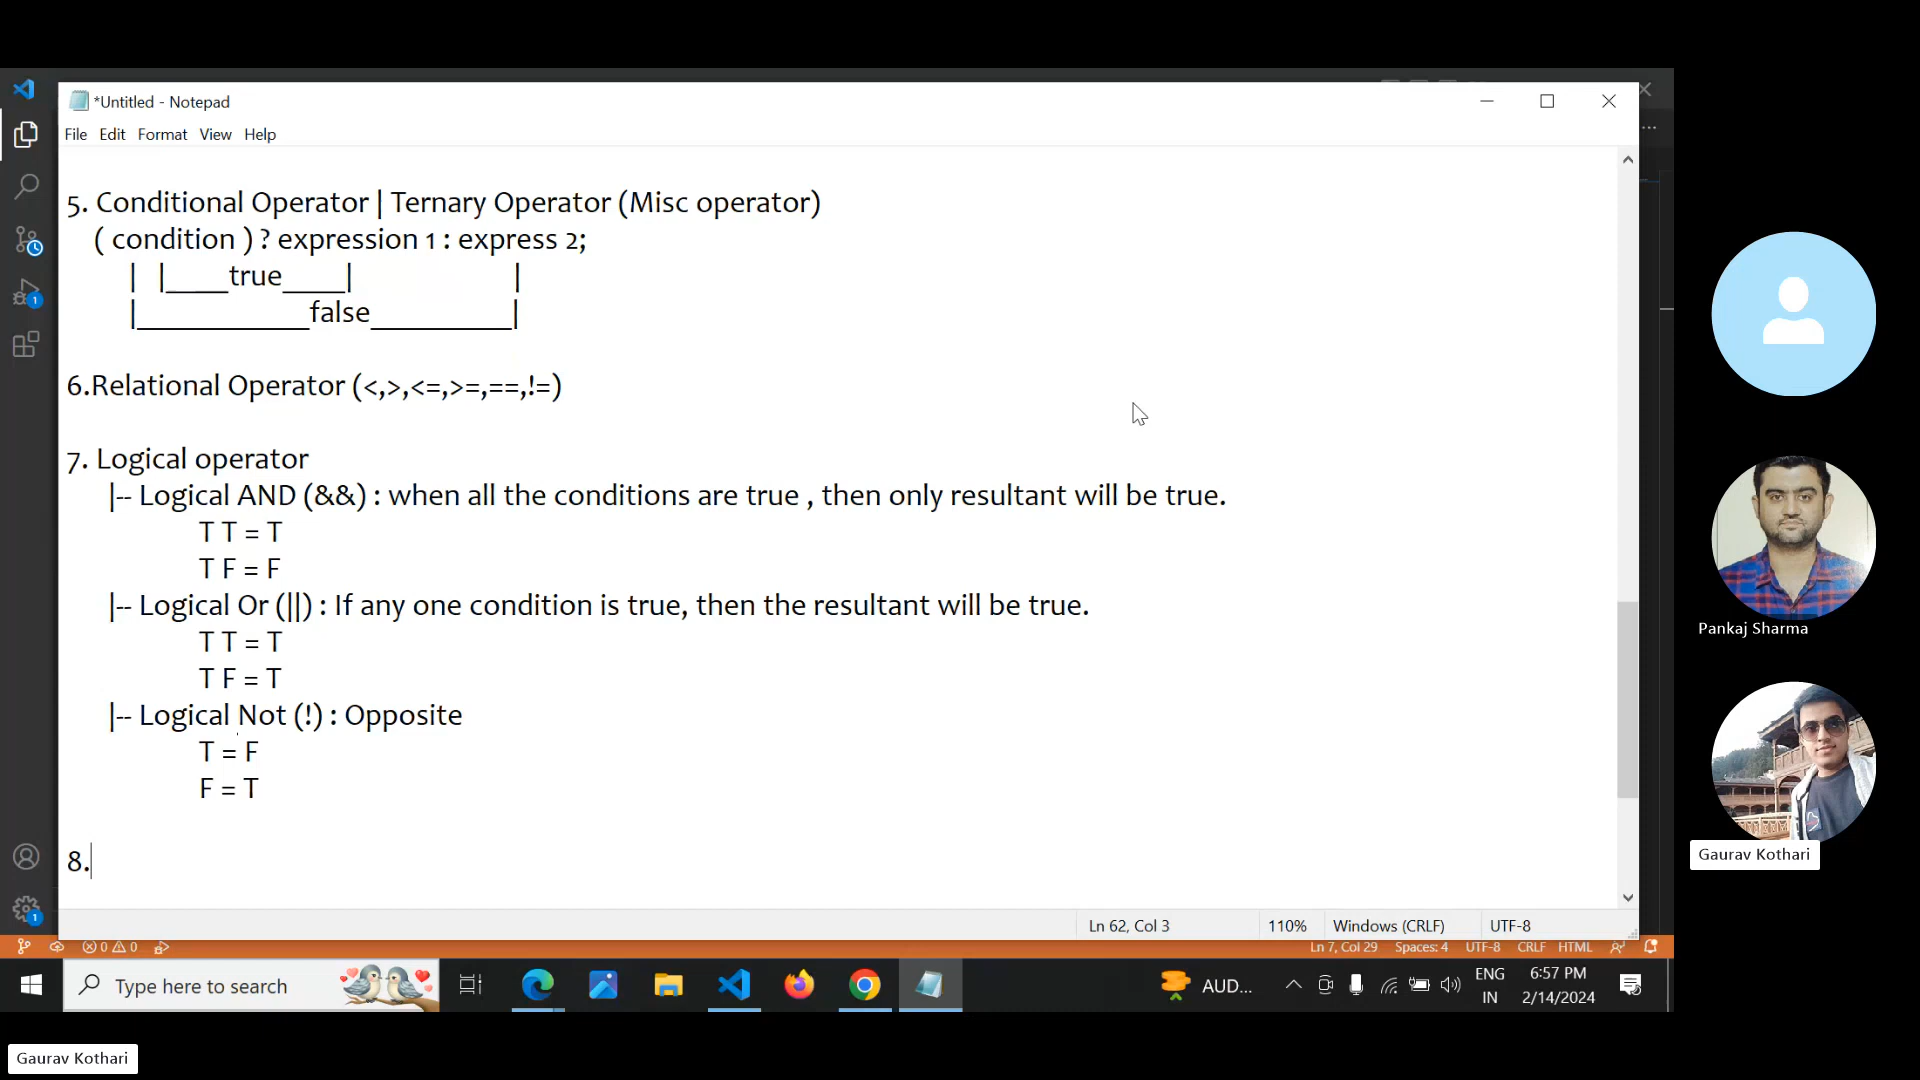 *Untitled - Notepad
File Edit Format View Help
5. Conditional Operator | Ternary Operator (Misc operator)
( condition ) ? expression 1 : express 2;
| |____true____| |
|___________false_________|
6.Relational Operator (<,>,<=,>=,==,!=)
7. Logical operator
|-- Logical AND (&&) : when all the conditions are true , then only resultant will be true.
T T = T
T F = F
|-- Logical Or (||) : If any one condition is true, then the resultant will be true.
T T = T
T F = T
|-- Logical Not (!) : Opposite
T = F
F = T
8.
Ln 62, Col 3 110% Windows (CRLF) UTF-8
0 0 Ln 7, Col 29 Spaces: 4 UTF-8 CRLF HTML
1
1
Type here to search
AUD...
ENG
IN
6:57 PM
2/14/2024
Pankaj Sharma
Gaurav Kothari
Gaurav Kothari